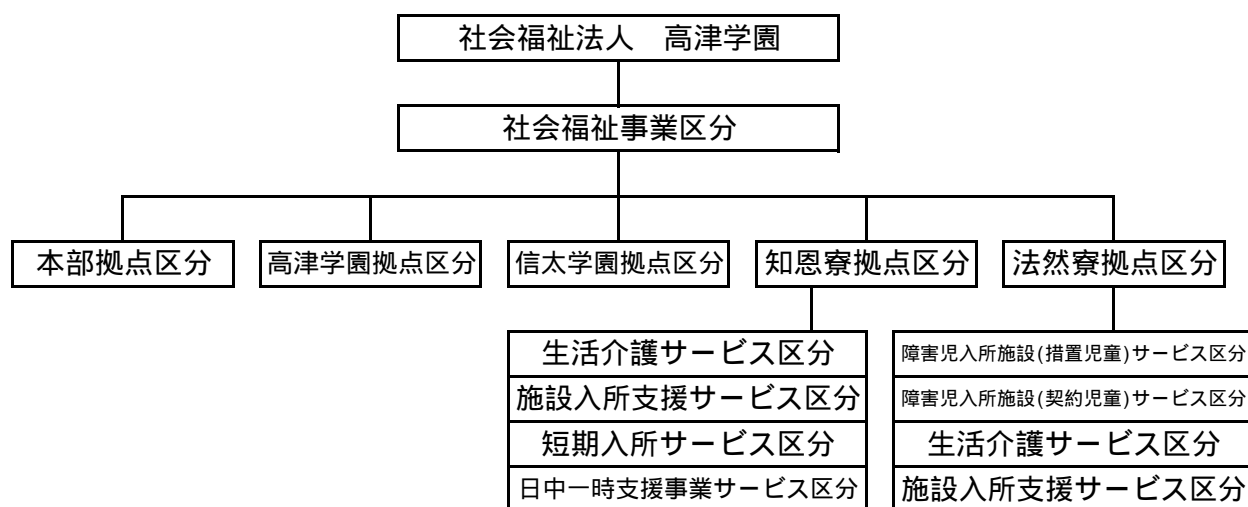 社会福祉法人　高津学園
社会福祉事業区分
本部拠点区分
高津学園拠点区分
信太学園拠点区分
知恩寮拠点区分
法然寮拠点区分
生活介護サービス区分
施設入所支援サービス区分
短期入所サービス区分
日中一時支援事業サービス区分
障害児入所施設(措置児童)サービス区分
障害児入所施設(契約児童)サービス区分
生活介護サービス区分
施設入所支援サービス区分